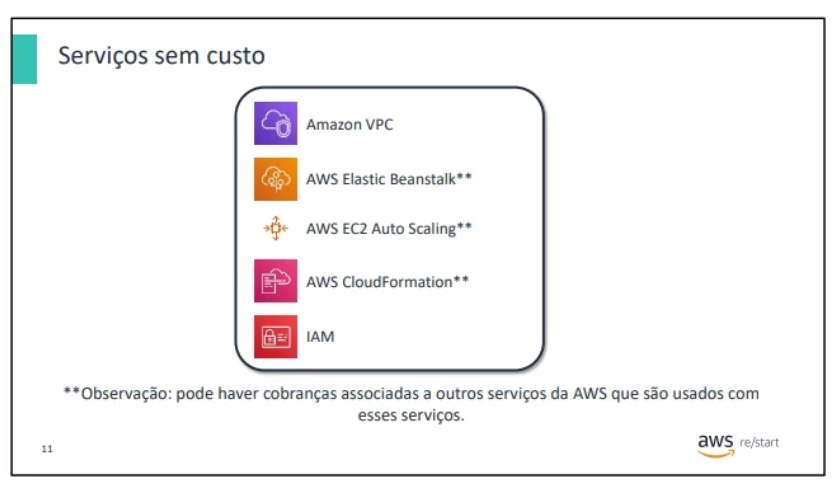 Serviços sem custo
Amazon VPC
AWS Elastic Beanstalk**
AWS EC2 Auto Scaling**
AWS CloudFormation**
IAM
**Observação: pode haver cobranças associadas a outros serviços da AWS que são usados com
esses serviços.
11
aws re/start